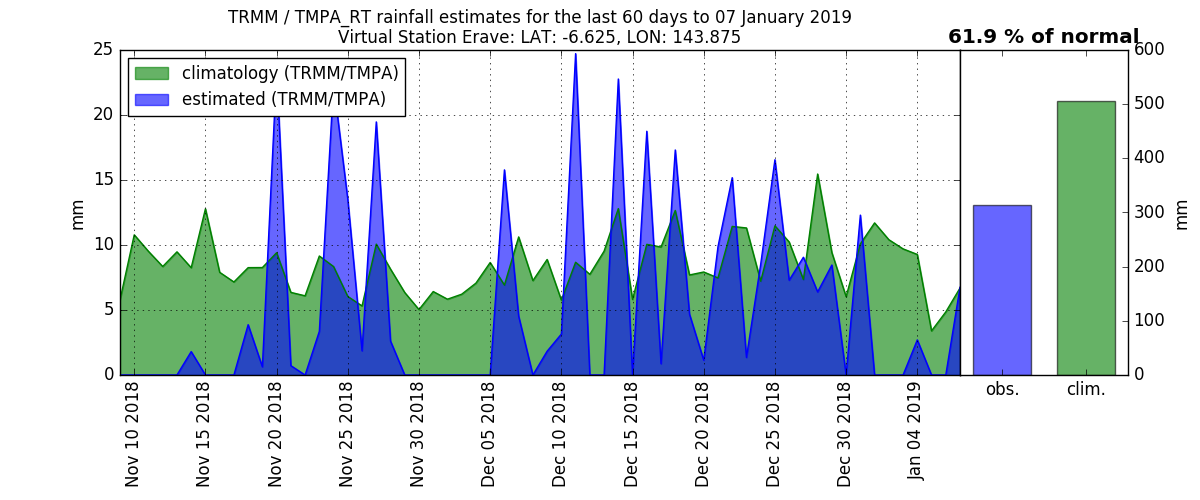 TRMM / TMPA_RT rainfall estimates for the last 60 days to 07 January 2019
Virtual Station Erave: LAT: -6.625, LON: 143.875
61.9 % of normal
climatology (TRMM/TMPA)
estimated (TRMM/TMPA)
25
20
15
10
5
0
mm
Nov 10 2018
Nov 15 2018
Nov 20 2018
Nov 25 2018
Nov 30 2018
Dec 05 2018
Dec 10 2018
Dec 15 2018
Dec 20 2018
Dec 25 2018
Dec 30 2018
Jan 04 2019
obs.
clim.
600
500
400
300
200
100
0
mm